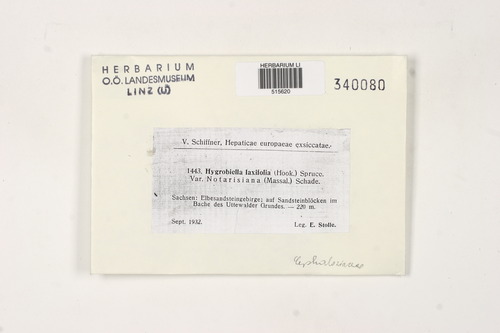 HERBARIUM
O.Ö. LANDESMUSEUM
LINZ (LI)
HERBARIUM LI
515620
340080
V. Schiffner, Hepaticae europaeae exsiccatae.
1443. Hygrobiella laxifolia (Hook.) Spruce.
Var. Notarisiana (Massal.) Schade.
Sachsen: Elbesandsteingebirge; auf Sandsteinblöcken im
Bache des Uttewalder Grundes. — 220 m.
Sept. 1932.
Leg. E. Stolle.